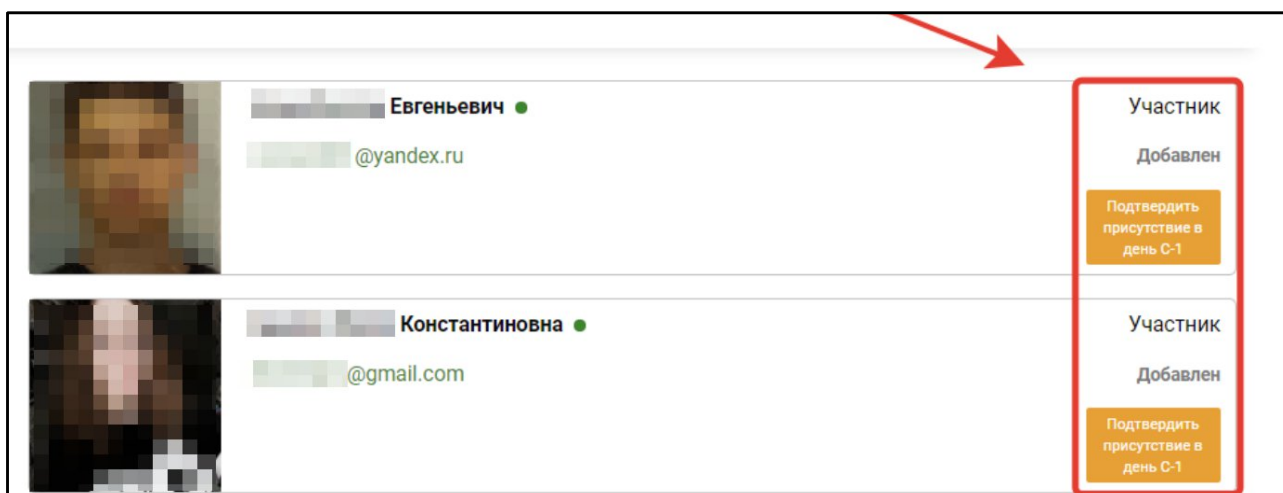 Евгеньевич
Участник
@yandex.ru
Добавлен
Подтвердить
присутствие в
день С-1
Константиновна
Участник
@gmail.com
Добавлен
Подтвердить
присутствие в
день С-1